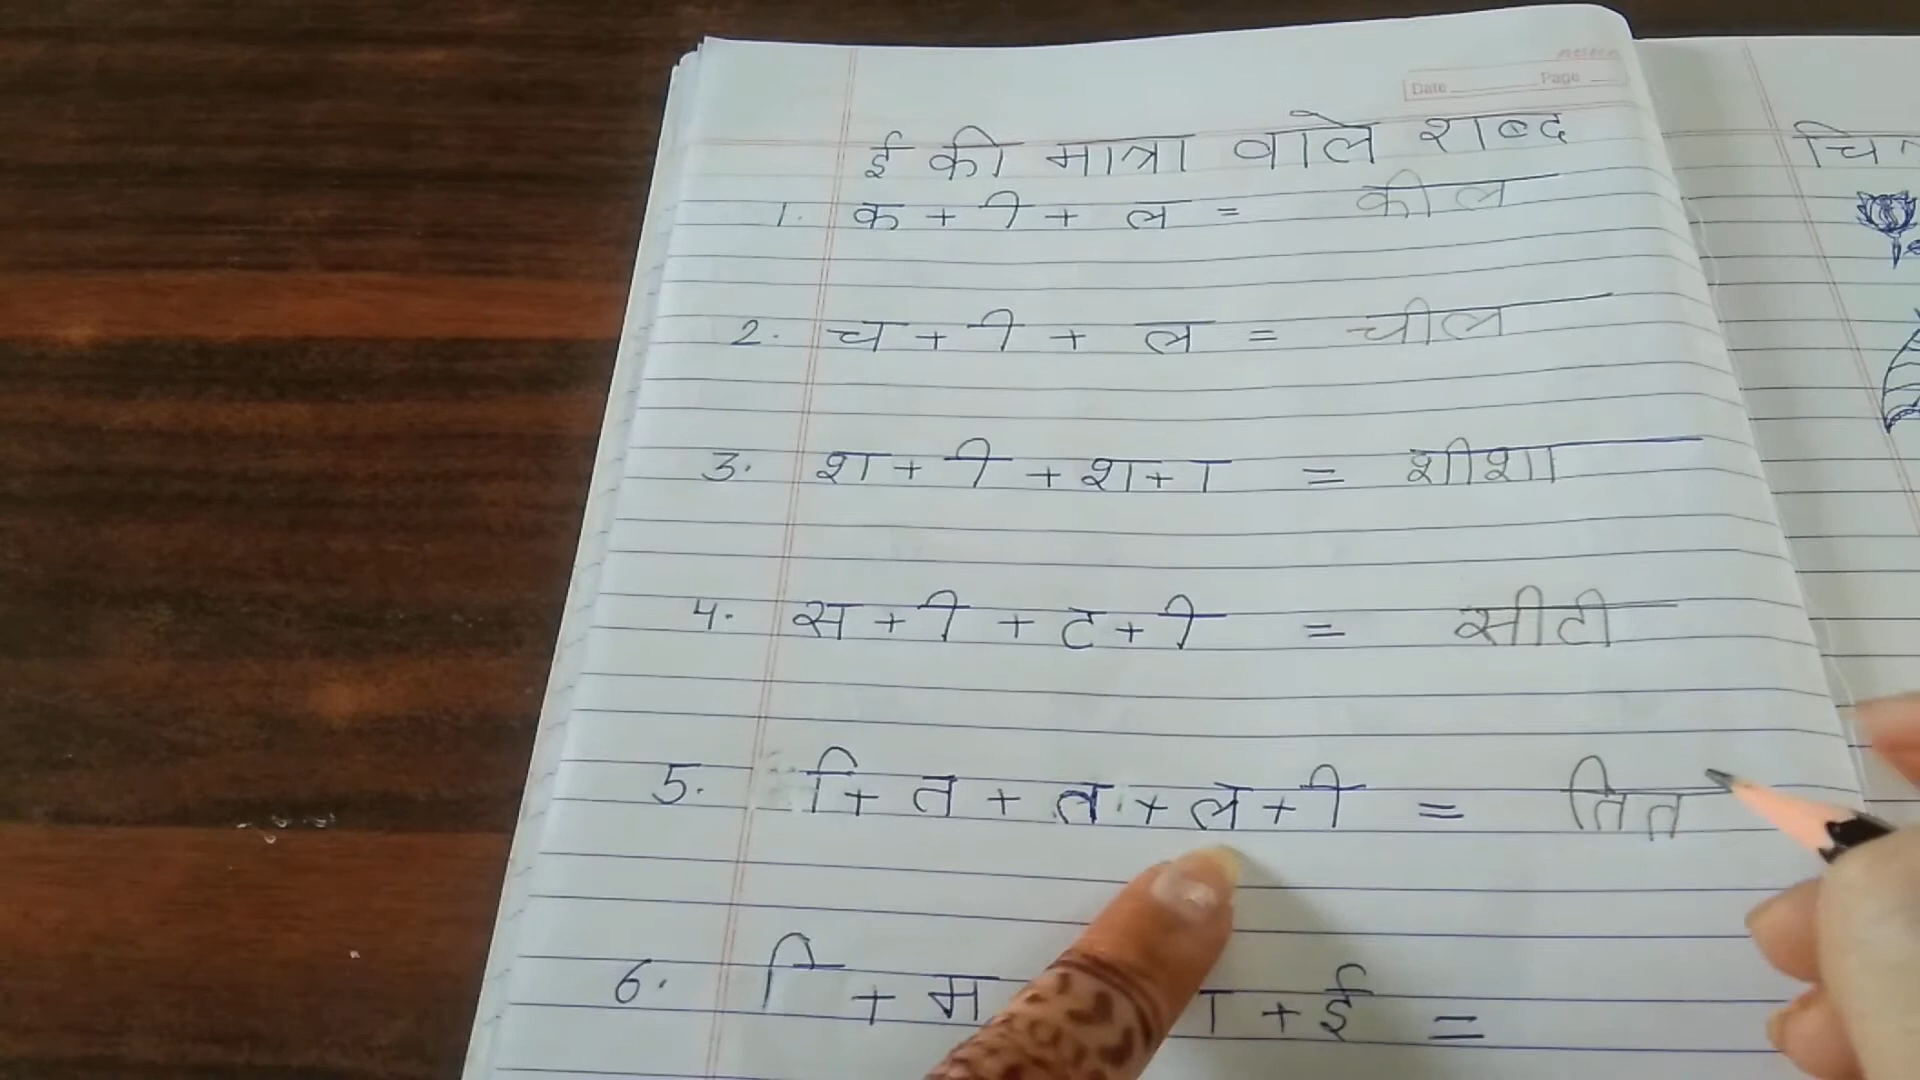 Date Page
ई की मात्रा वाले शब्द
1. क + ी + ल = कील
2. च + ी + ल = चील
3. श + ी + श + ा = शीशा
4. स + ी + ट + ी = सीटी
5. ि + त + त + ल + ी = तित
6. ि + म ा + ई =
चि